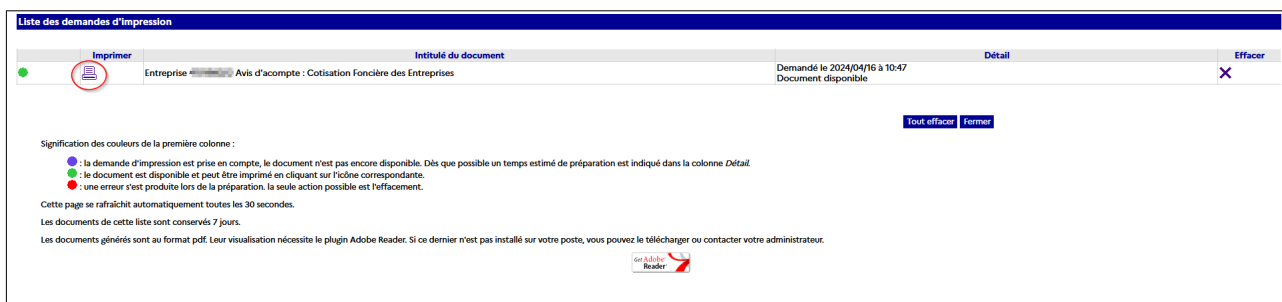 Liste des demandes d'impression
Imprimer Intitulé du document Détail Effacer
Entreprise Avis d'acompte : Cotisation Foncière des Entreprises
Demandé le 2024/04/16 à 10:47
Document disponible
Tout effacer Fermer
Signification des couleurs de la première colonne :
: la demande d'impression est prise en compte, le document n'est pas encore disponible. Dès que possible un temps estimé de préparation est indiqué dans la colonne Détail.
: le document est disponible et peut être imprimé en cliquant sur l'icône correspondante.
: une erreur s'est produite lors de la préparation. la seule action possible est l'effacement.
Cette page se rafraîchit automatiquement toutes les 30 secondes.
Les documents de cette liste sont conservés 7 jours.
Les documents générés sont au format pdf. Leur visualisation nécessite le plugin Adobe Reader. Si ce dernier n'est pas installé sur votre poste, vous pouvez le télécharger ou contacter votre administrateur.
Get Adobe
Reader